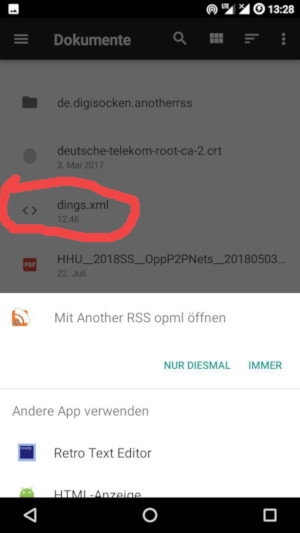 LTE 13:28
Dokumente
de.digisocken.anotherrss
deutsche-telekom-root-ca-2.crt
3. Mai 2017
dings.xml
12:46
PDF
HHU__2018SS__OppP2PNets__20180503...
22. Juli
Mit Another RSS opml öffnen
NUR DIESMAL IMMER
Andere App verwenden
Retro Text Editor
HTML-Anzeige